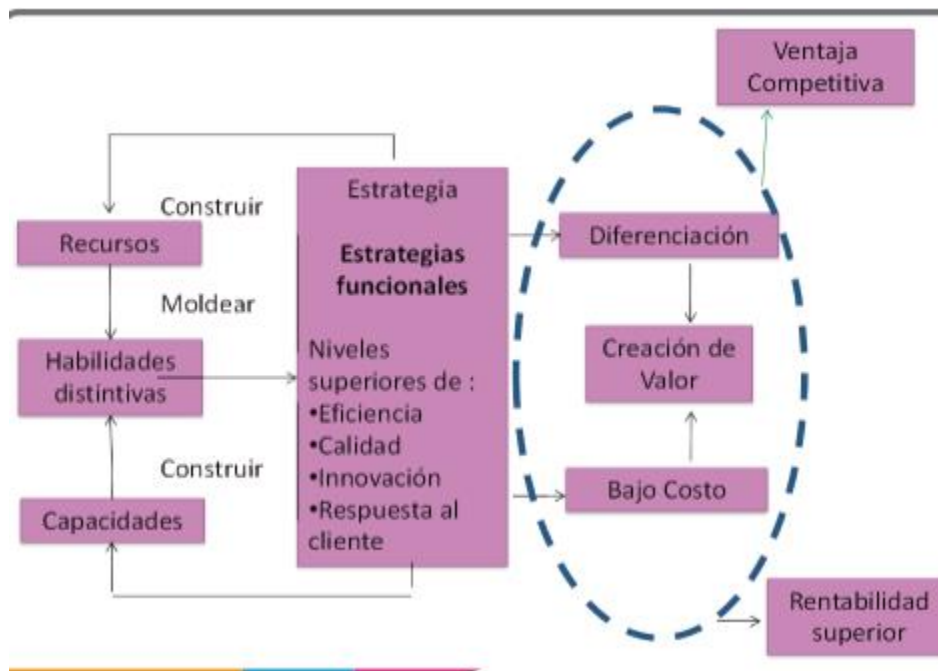 Ventaja
Competitiva
Construir
Recursos
Moldear
Habilidades
distintivas
Construir
Capacidades
Estrategia
Estrategias
funcionales
Niveles
superiores de :
•Eficiencia
•Calidad
•Innovación
•Respuesta al
cliente
Diferenciación
Creación de
Valor
Bajo Costo
Rentabilidad
superior